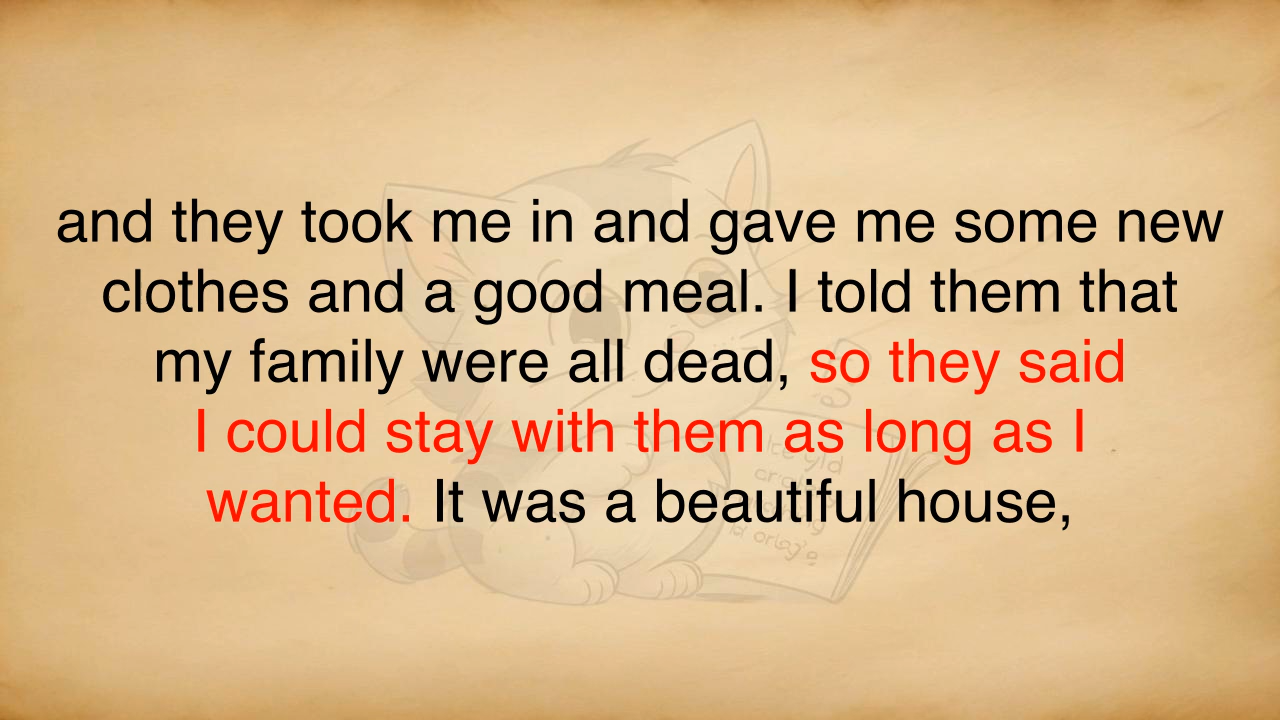 and they took me in and gave me some new
clothes and a good meal. I told them that
my family were all dead, so they said
I could stay with them as long as I
wanted. It was a beautiful house,